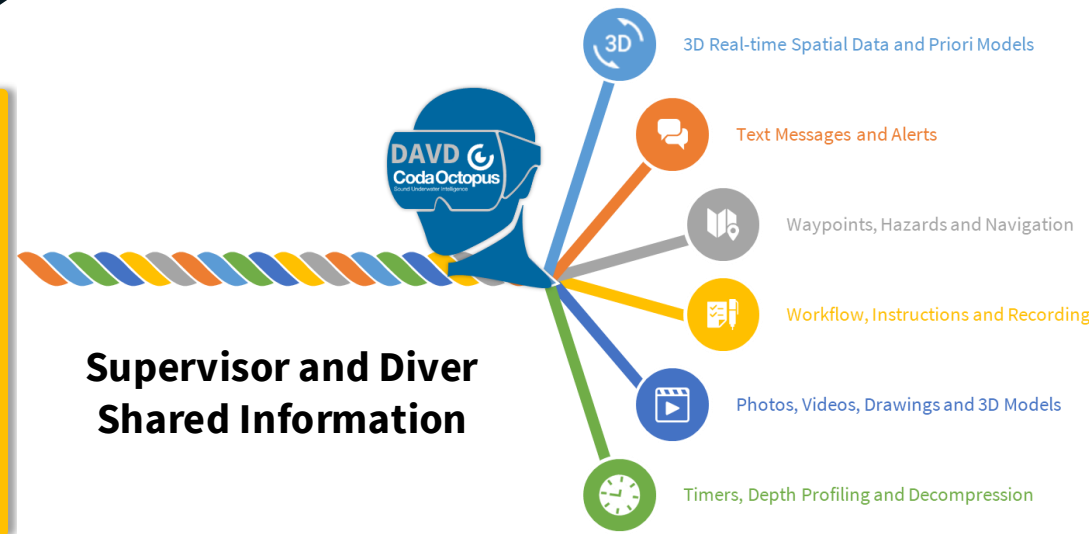 3D
3D Real-time Spatial Data and Priori Models
Text Messages and Alerts
DAVD
CodaOctopus
Sound Underwater Intelligence
Waypoints, Hazards and Navigation
Workflow, Instructions and Recording
Supervisor and Diver
Shared Information
Photos, Videos, Drawings and 3D Models
Timers, Depth Profiling and Decompression